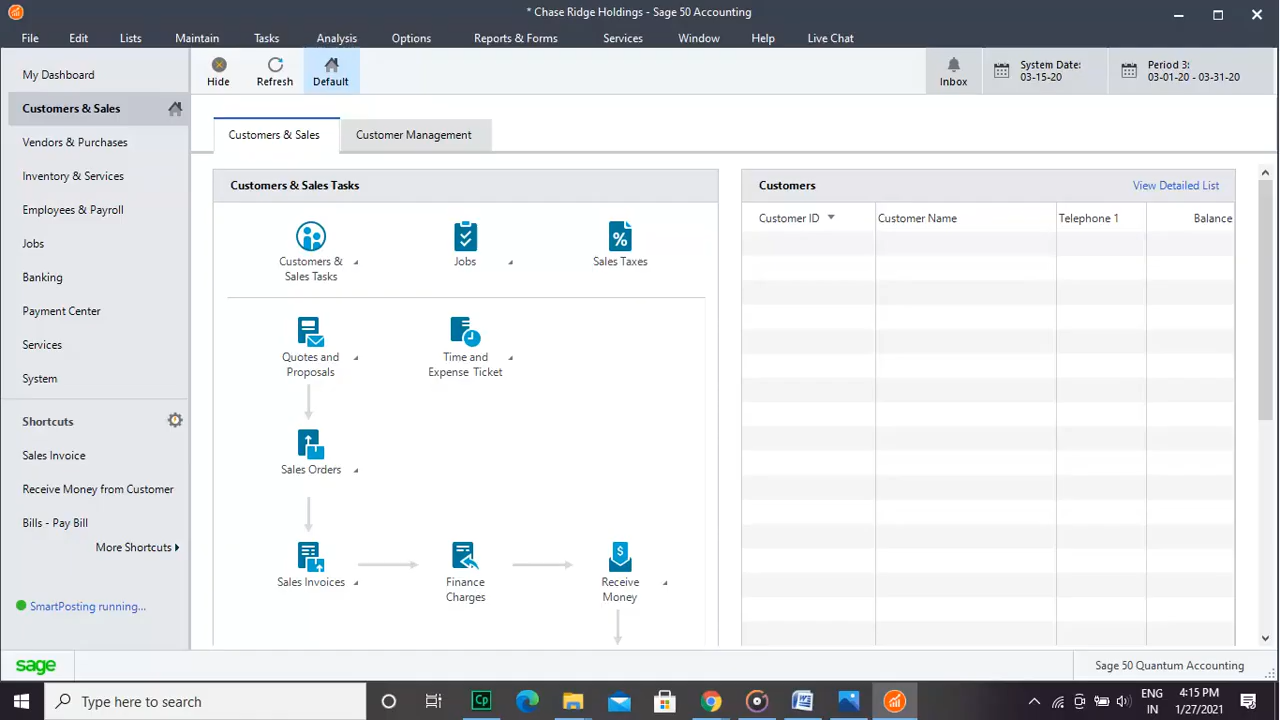 * Chase Ridge Holdings - Sage 50 Accounting
File Edit Lists Maintain Tasks Analysis Options Reports & Forms Services Window Help Live Chat
My Dashboard
Customers & Sales
Vendors & Purchases
Inventory & Services
Employees & Payroll
Jobs
Banking
Payment Center
Services
System
Shortcuts
Sales Invoice
Receive Money from Customer
Bills - Pay Bill
More Shortcuts
SmartPosting running...
Hide Refresh Default
Inbox
System Date:
03-15-20
Period 3:
03-01-20 - 03-31-20
Customers & Sales Customer Management
Customers & Sales Tasks
Customers &
Sales Tasks
Jobs
Sales Taxes
%
Quotes and
Proposals
Time and
Expense Ticket
Sales Orders
Sales Invoices
Finance
Charges
$
Receive
Money
Customers View Detailed List
Customer ID Customer Name Telephone 1 Balance
sage
Sage 50 Quantum Accounting
Type here to search
Cp
W
ENG
IN
4:15 PM
1/27/2021